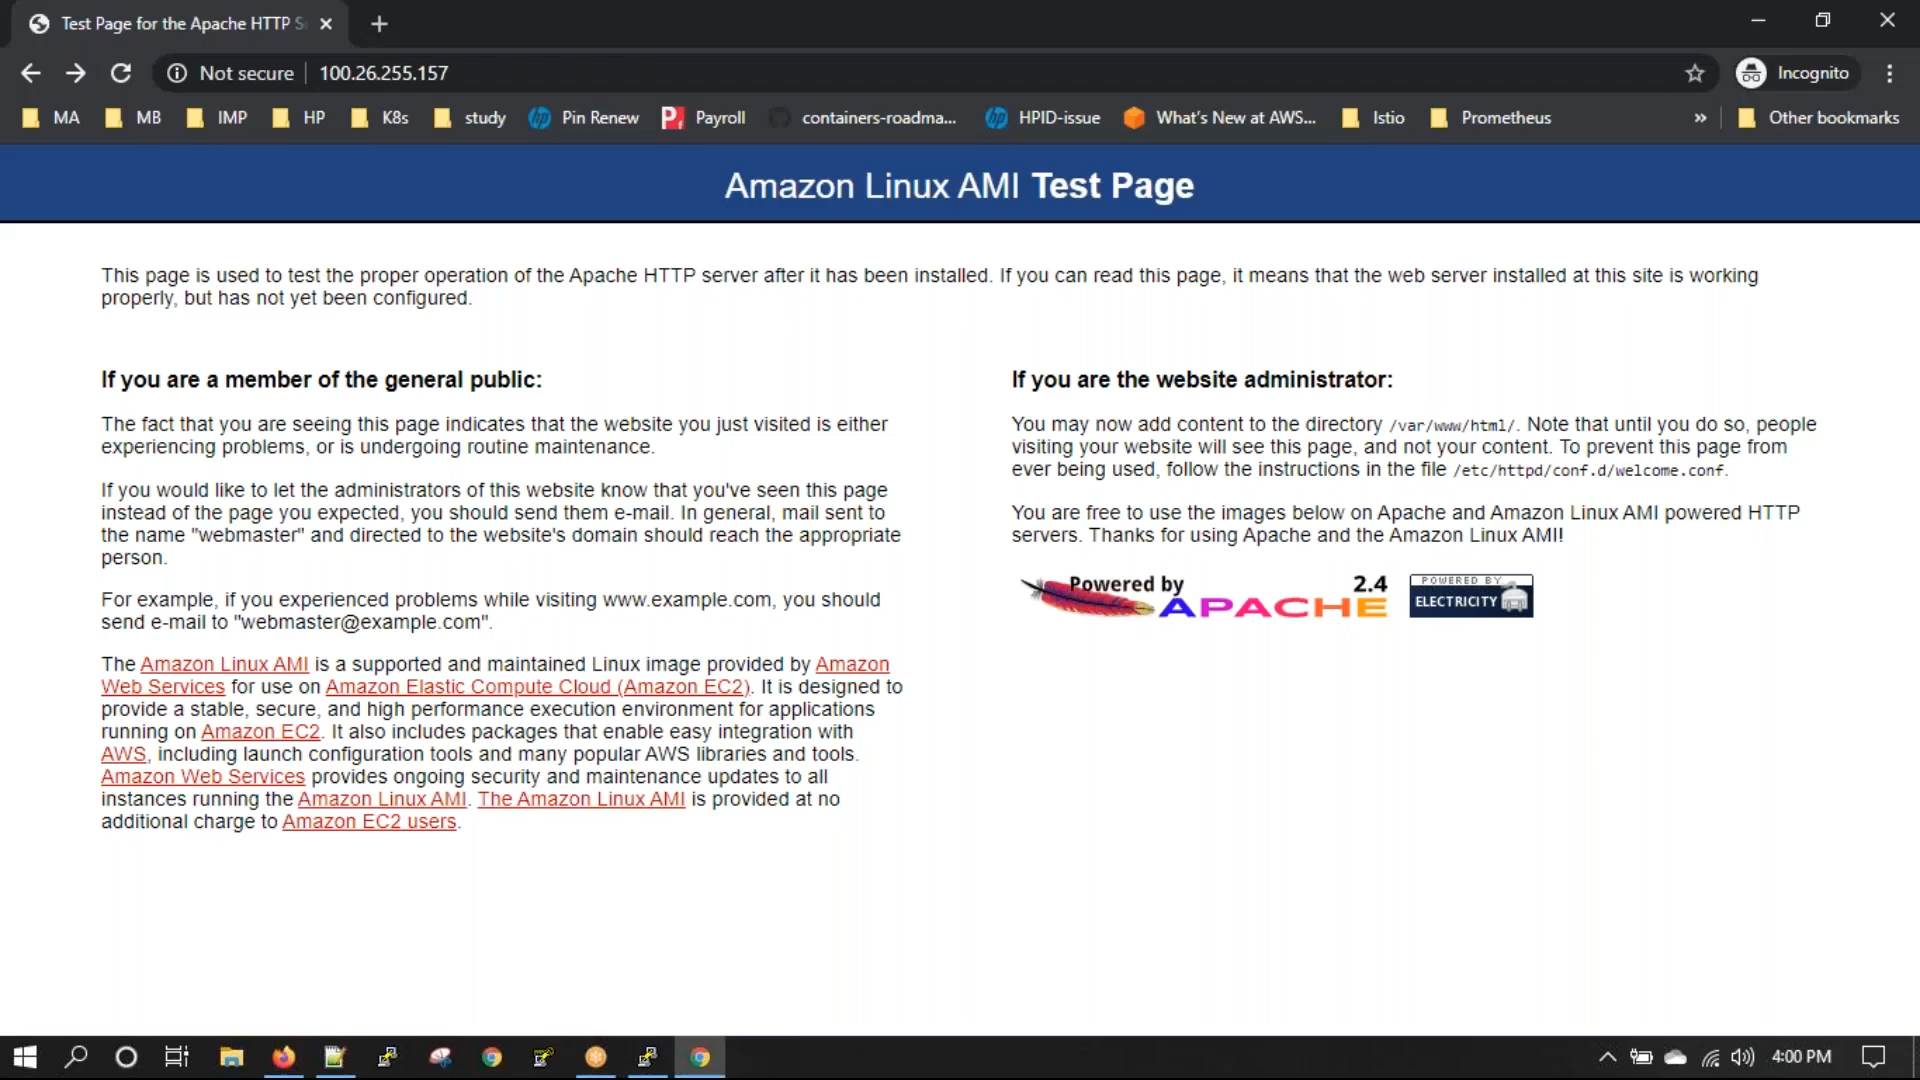 Test Page for the Apache HTTP S
Not secure
100.26.255.157
Incognito
MA
MB
IMP
HP
K8s
study
Pin Renew
Payroll
containers-roadma...
HPID-issue
What's New at AWS...
Istio
Prometheus
»
Other bookmarks
Amazon Linux AMI Test Page
This page is used to test the proper operation of the Apache HTTP server after it has been installed. If you can read this page, it means that the web server installed at this site is working
properly, but has not yet been configured.
If you are a member of the general public:
The fact that you are seeing this page indicates that the website you just visited is either
experiencing problems, or is undergoing routine maintenance.
If you would like to let the administrators of this website know that you've seen this page
instead of the page you expected, you should send them e-mail. In general, mail sent to
the name "webmaster" and directed to the website's domain should reach the appropriate
person.
For example, if you experienced problems while visiting www.example.com, you should
send e-mail to "webmaster@example.com".
The Amazon Linux AMI is a supported and maintained Linux image provided by Amazon
Web Services for use on Amazon Elastic Compute Cloud (Amazon EC2). It is designed to
provide a stable, secure, and high performance execution environment for applications
running on Amazon EC2. It also includes packages that enable easy integration with
AWS, including launch configuration tools and many popular AWS libraries and tools.
Amazon Web Services provides ongoing security and maintenance updates to all
instances running the Amazon Linux AMI. The Amazon Linux AMI is provided at no
additional charge to Amazon EC2 users.
If you are the website administrator:
You may now add content to the directory /var/www/html/. Note that until you do so, people
visiting your website will see this page, and not your content. To prevent this page from
ever being used, follow the instructions in the file /etc/httpd/conf.d/welcome.conf.
You are free to use the images below on Apache and Amazon Linux AMI powered HTTP
servers. Thanks for using Apache and the Amazon Linux AMI!
Powered by 2.4
APACHE
POWERED BY
ELECTRICITY
4:00 PM